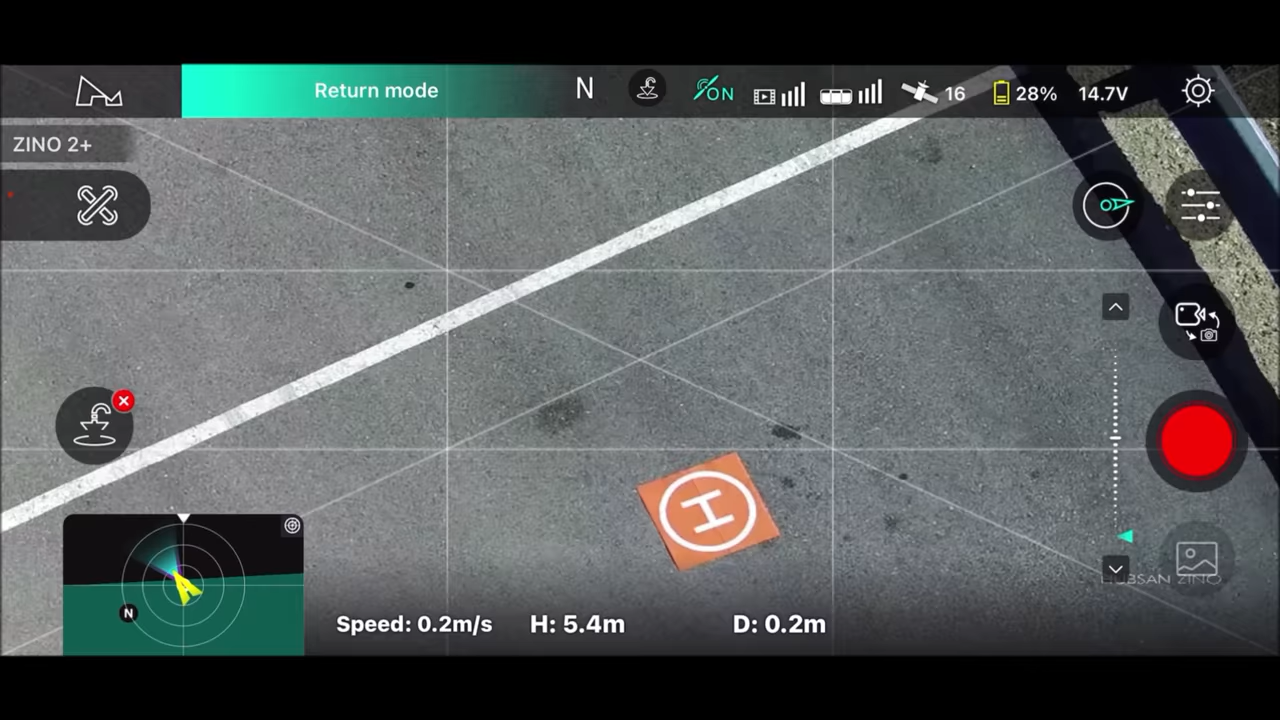 Return mode
N
ON
16
28%
14.7V
ZINO 2+
H
N
HUBSAN ZINO
Speed: 0.2m/s
H: 5.4m
D: 0.2m